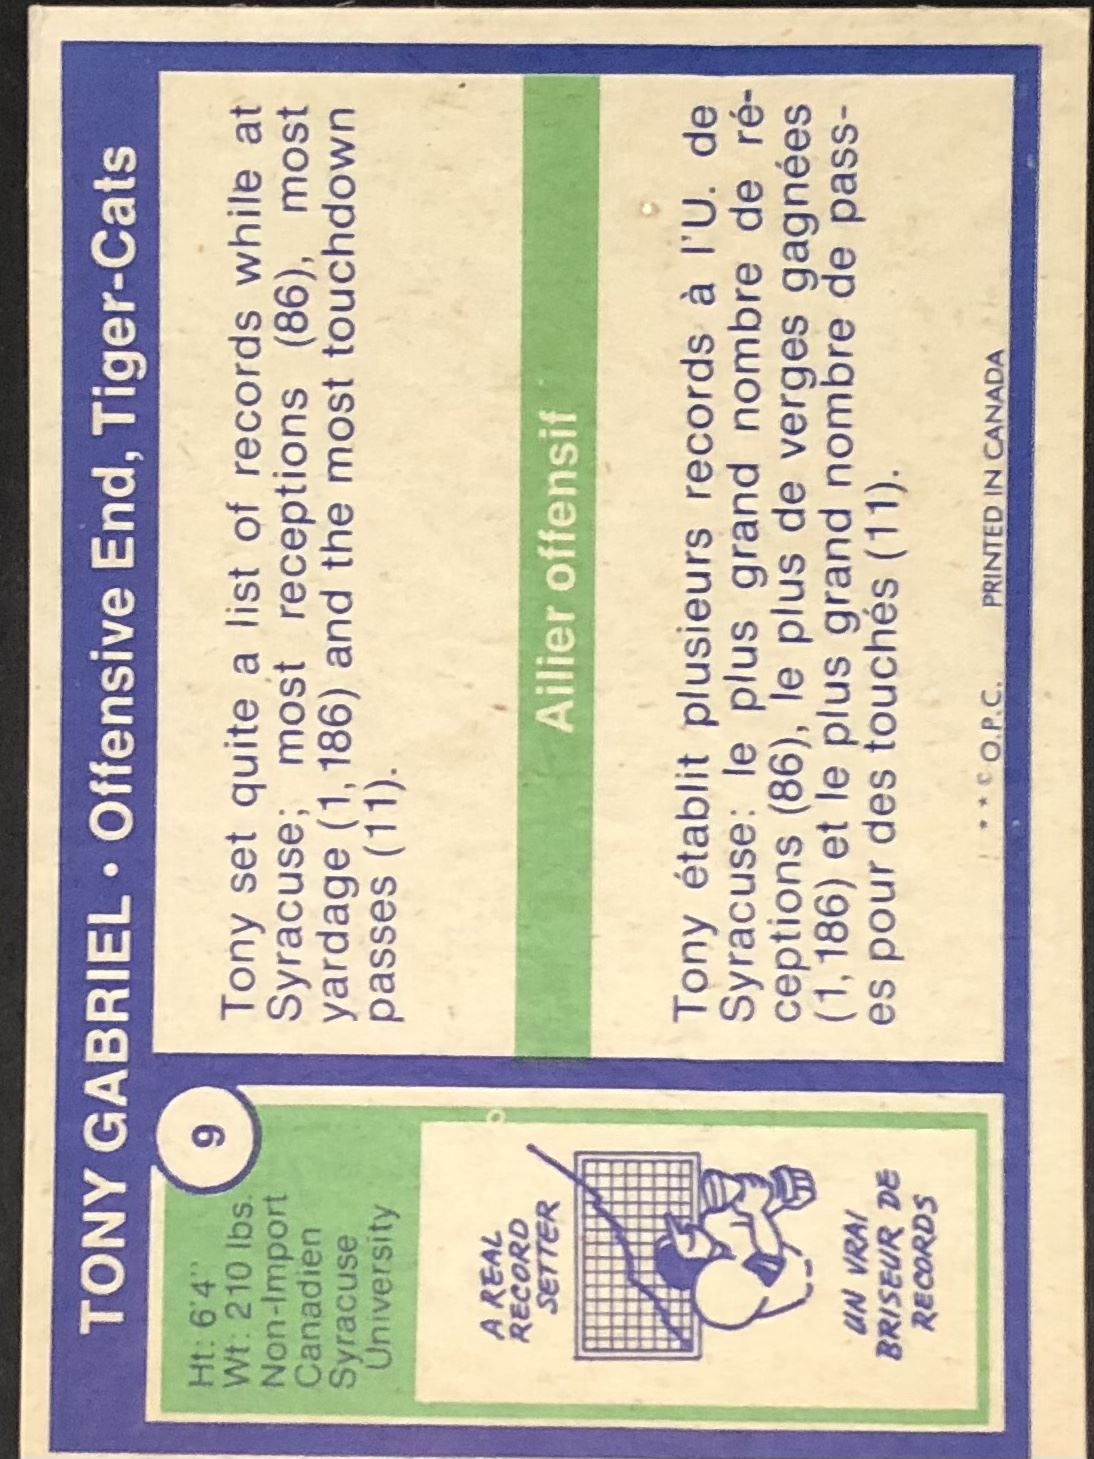 TONY GABRIEL • Offensive End, Tiger-Cats
9
Ht: 6'4"
Wt: 210 lbs.
Non-Import
Canadien
Syracuse
University
A REAL
RECORD
SETTER
UN VRAI
BRISEUR DE
RECORDS
Tony set quite a list of records while at
Syracuse; most receptions (86), most
yardage (1,186) and the most touchdown
passes (11).
Ailier offensif
Tony établit plusieurs records à l'U. de
Syracuse: le plus grand nombre de ré-
ceptions (86), le plus de verges gagnées
(1,186) et le plus grand nombre de pass-
es pour des touchés (11).
* * © O.P.C. PRINTED IN CANADA